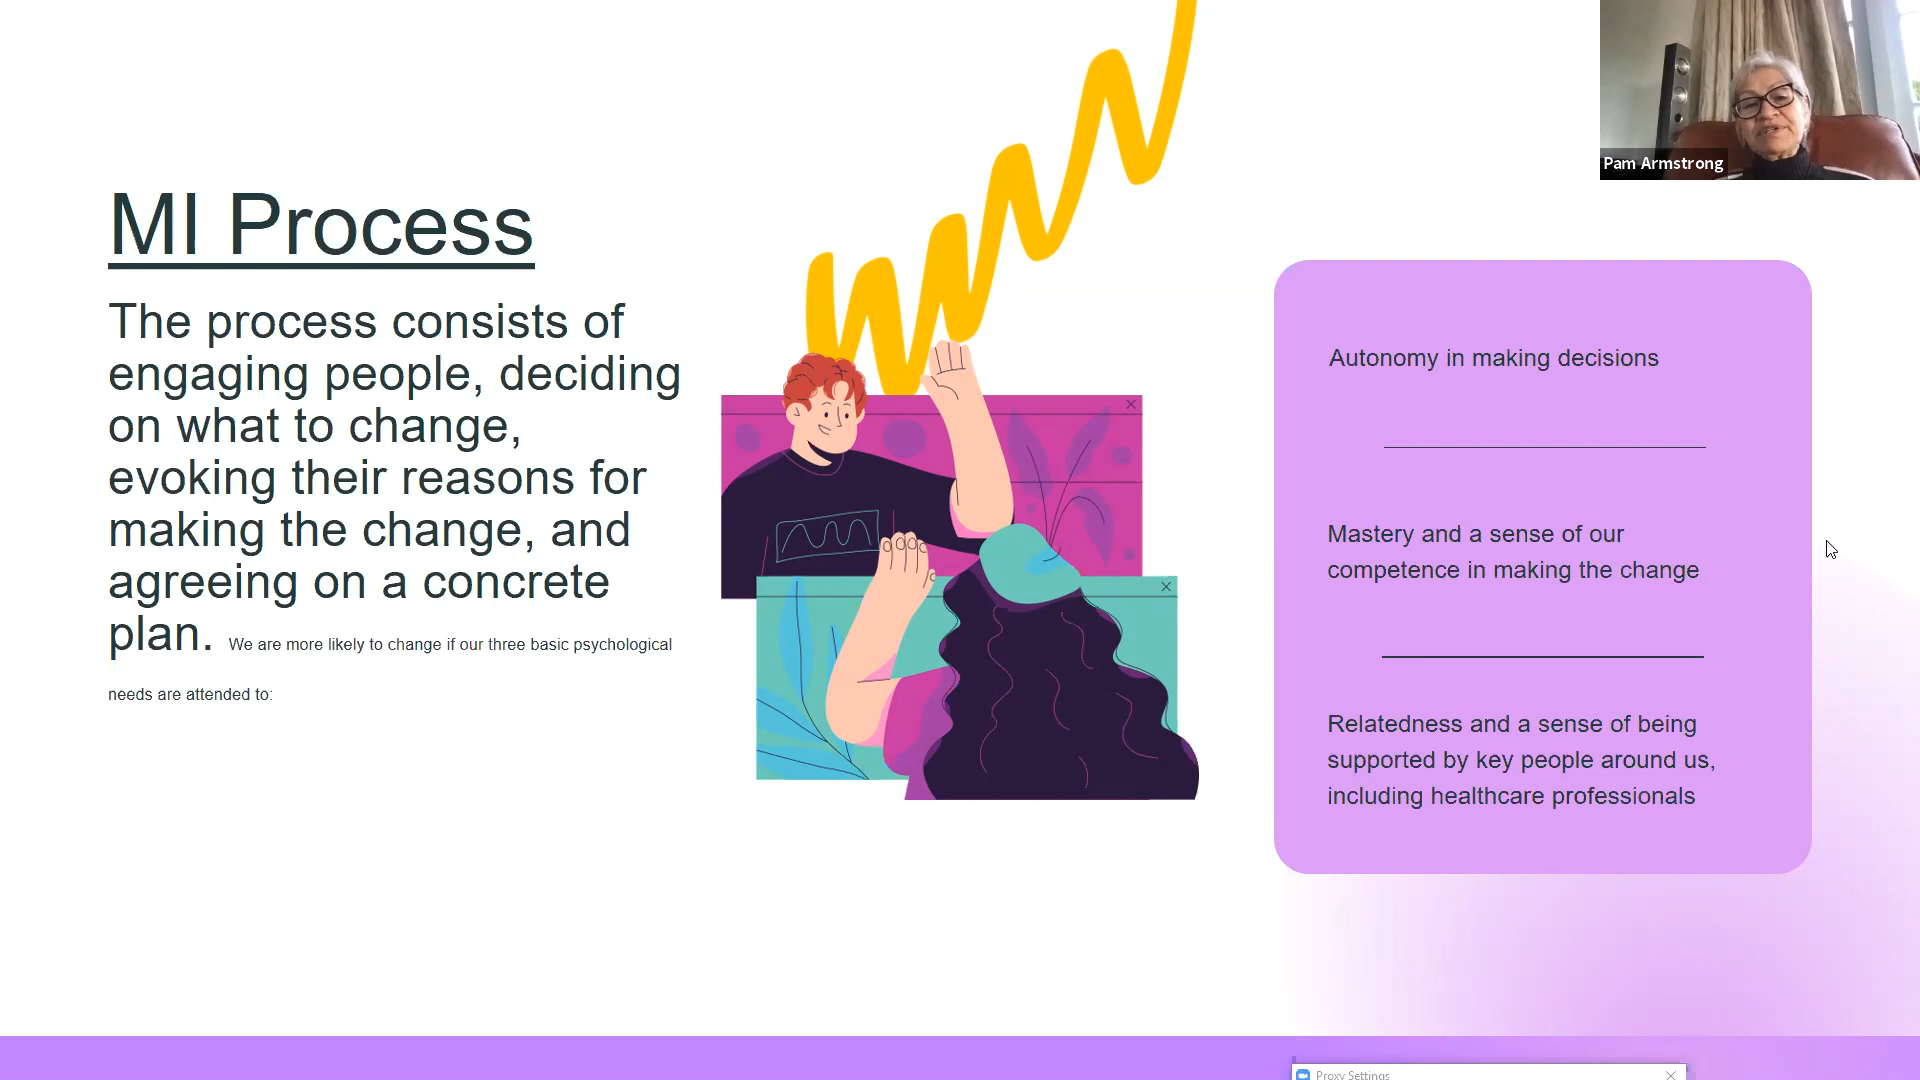 MI Process
The process consists of
engaging people, deciding
on what to change,
evoking their reasons for
making the change, and
agreeing on a concrete
plan. We are more likely to change if our three basic psychological
needs are attended to:
Autonomy in making decisions
Mastery and a sense of our
competence in making the change
Relatedness and a sense of being
supported by key people around us,
including healthcare professionals
Pam Armstrong
Proxy Settings